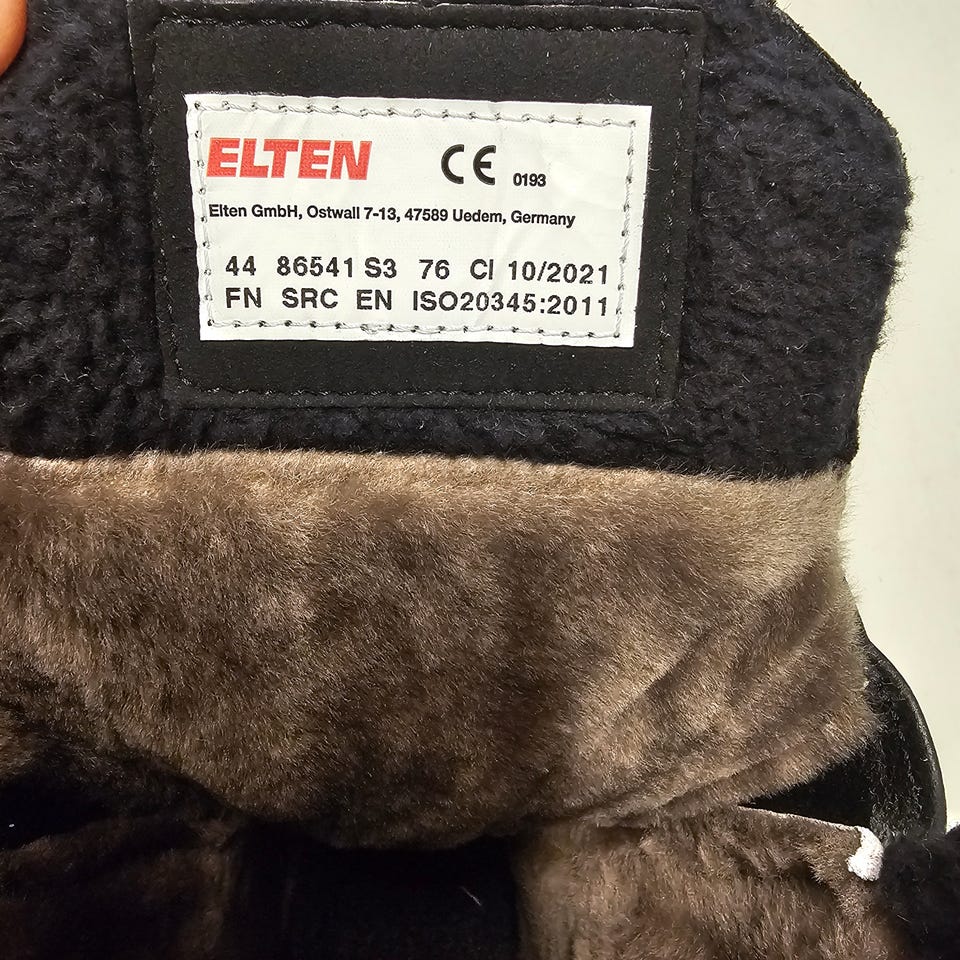 ELTEN CE 0193
Elten GmbH, Ostwall 7-13, 47589 Uedem, Germany
44 86541 S3 76 CI 10/2021
FN SRC EN ISO20345:2011